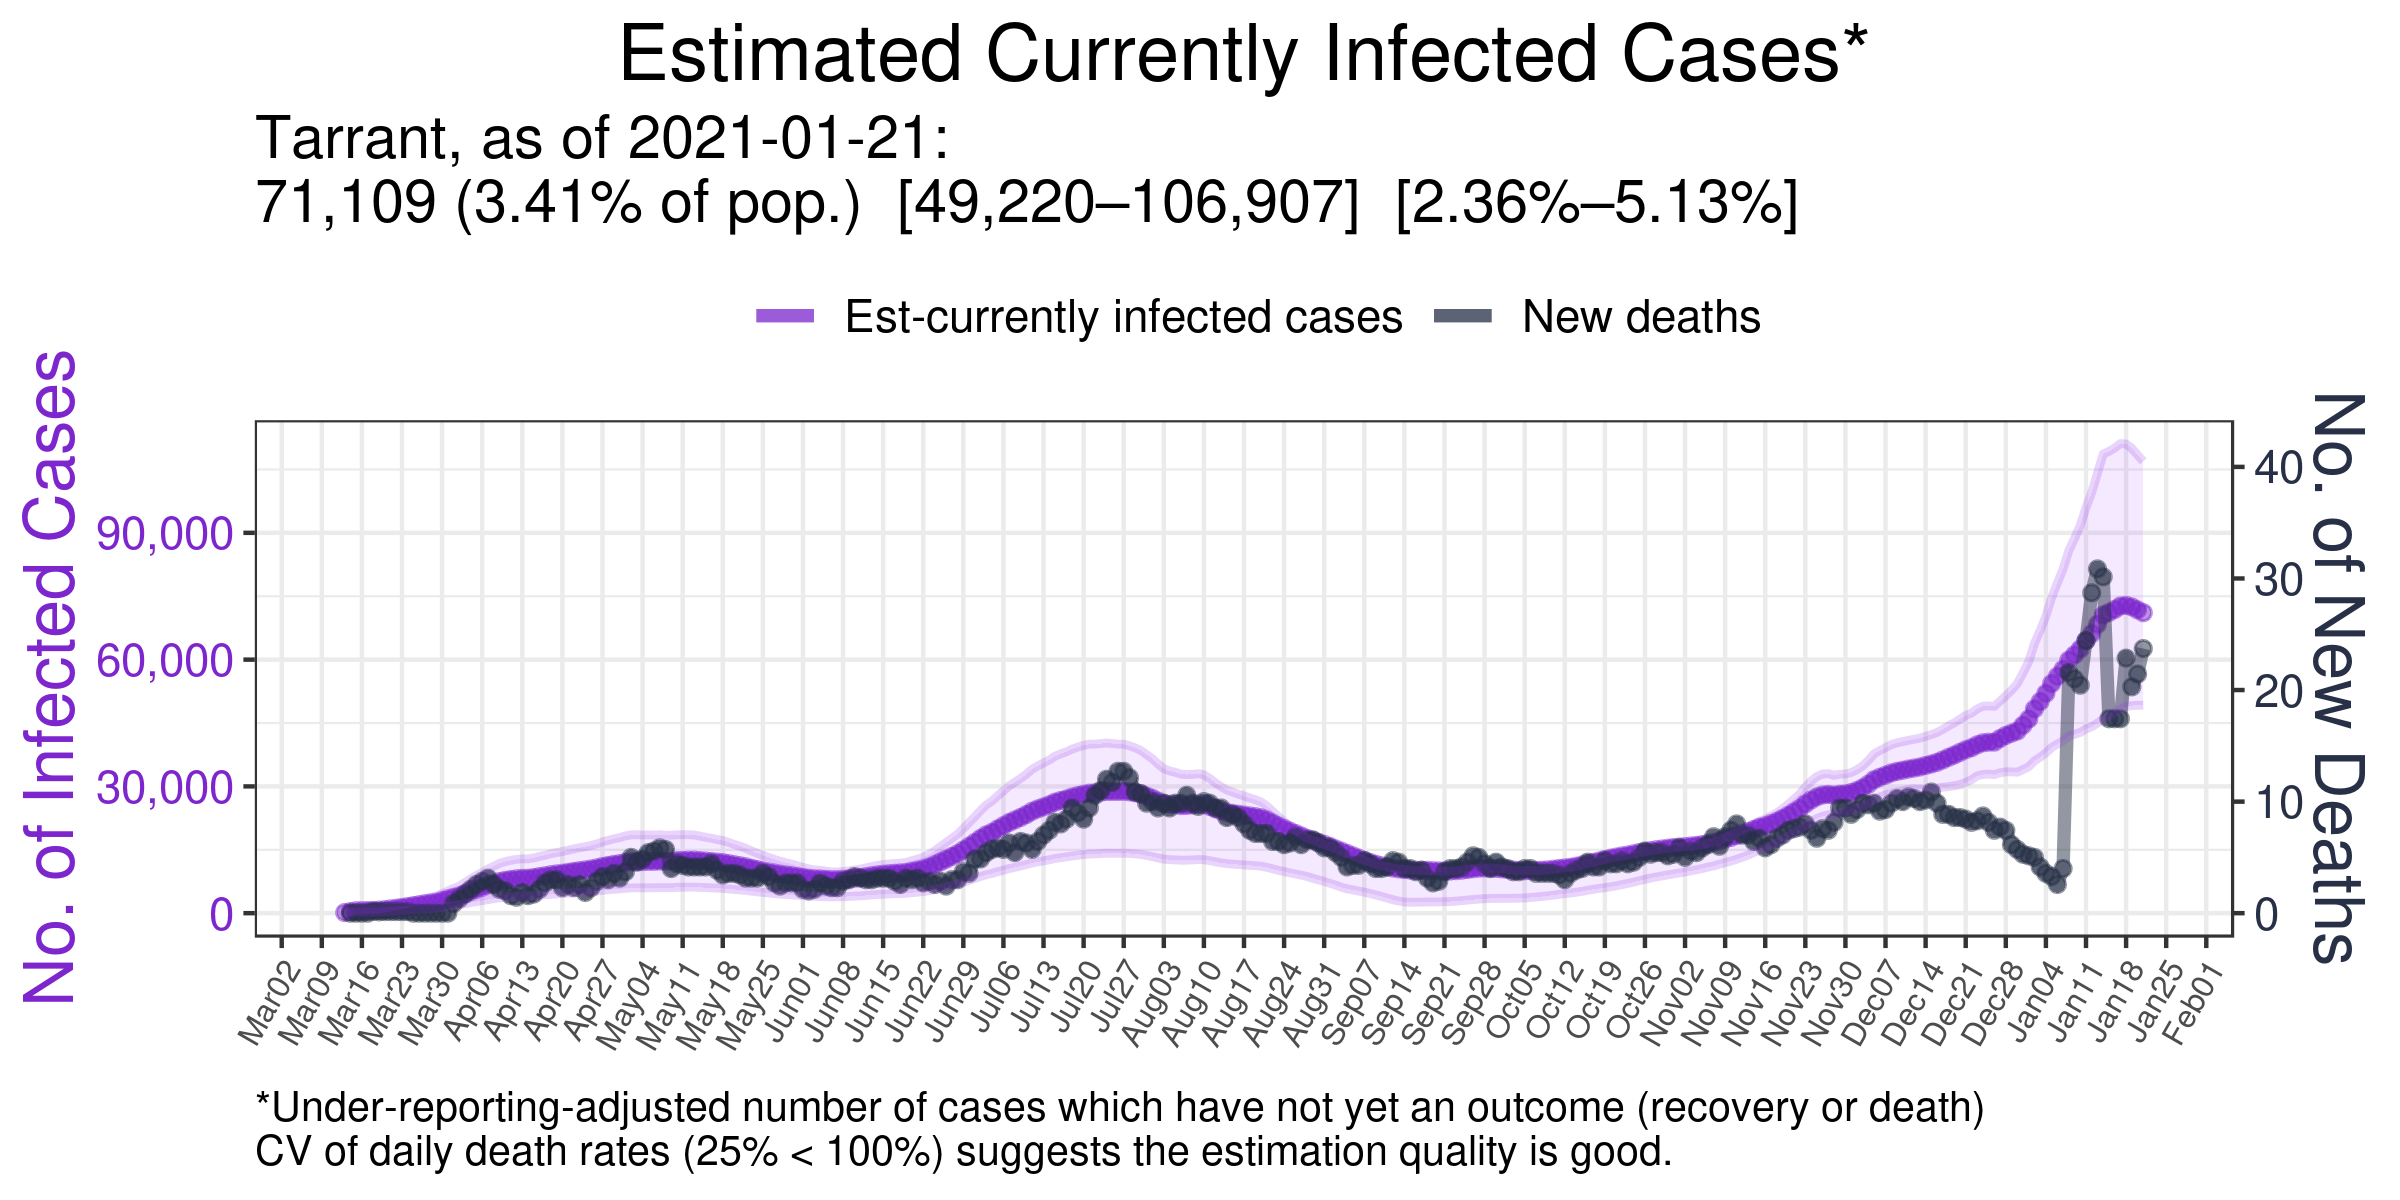 Estimated Currently Infected Cases*
Tarrant, as of 2021-01-21:
71,109 (3.41% of pop.) [49,220–106,907] [2.36%–5.13%]
Est-currently infected cases
New deaths
No. of Infected Cases
90,000
60,000
30,000
0
40
30
20
10
0
No. of New Deaths
Mar02
Mar09
Mar16
Mar23
Mar30
Apr06
Apr13
Apr20
Apr27
May04
May11
May18
May25
Jun01
Jun08
Jun15
Jun22
Jun29
Jul06
Jul13
Jul20
Jul27
Aug03
Aug10
Aug17
Aug24
Aug31
Sep07
Sep14
Sep21
Sep28
Oct05
Oct12
Oct19
Oct26
Nov02
Nov09
Nov16
Nov23
Nov30
Dec07
Dec14
Dec21
Dec28
Jan04
Jan11
Jan18
Jan25
Feb01
*Under-reporting-adjusted number of cases which have not yet an outcome (recovery or death)
CV of daily death rates (25% < 100%) suggests the estimation quality is good.